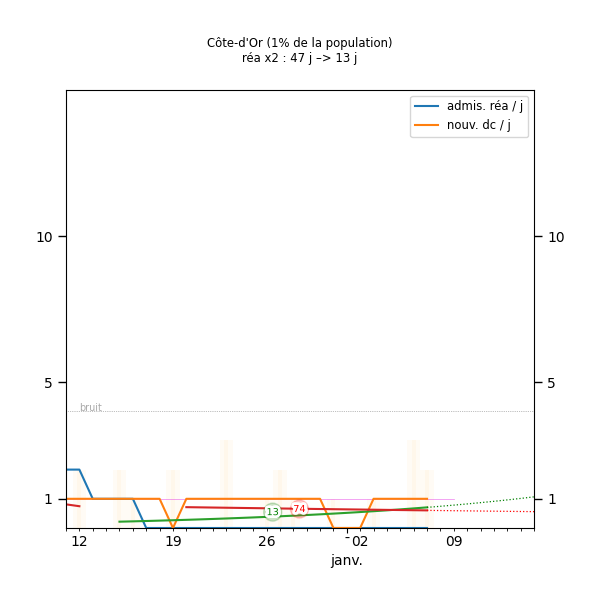 Côte-d'Or (1% de la population)
réa x2 : 47 j –> 13 j
admis. réa / j
nouv. dc / j
10
10
5
5
bruit
1
1
13
74
12
19
26
02
09
janv.